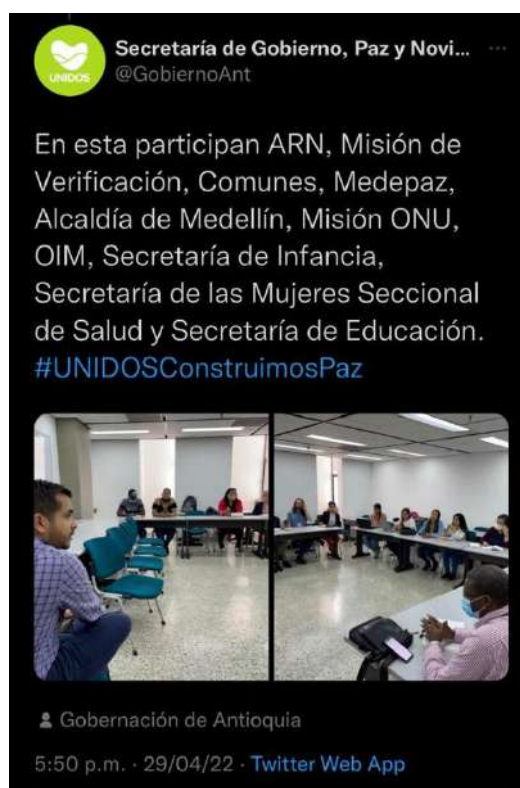 UNIDOS
Secretaría de Gobierno, Paz y Novi...
@GobiernoAnt
En esta participan ARN, Misión de
Verificación, Comunes, Medepaz,
Alcaldía de Medellín, Misión ONU,
OIM, Secretaría de Infancia,
Secretaría de las Mujeres Seccional
de Salud y Secretaría de Educación.
#UNIDOSConstruimosPaz
Gobernación de Antioquia
5:50 p.m. · 29/04/22 · Twitter Web App